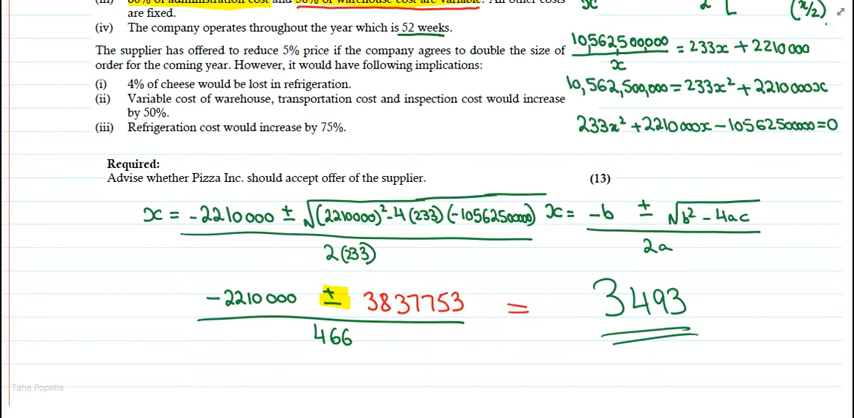 are fixed.
(iv) The company operates throughout the year which is 52 weeks.
The supplier has offered to reduce 5% price if the company agrees to double the size of
order for the coming year. However, it would have following implications:
(i) 4% of cheese would be lost in refrigeration.
(ii) Variable cost of warehouse, transportation cost and inspection cost would increase
by 50%.
(iii) Refrigeration cost would increase by 75%.
Required:
Advise whether Pizza Inc. should accept offer of the supplier. (13)
x 2 [ (x/2)
10,562,500,000/x = 233x + 2210000
10,562,500,000 = 233x² + 2210000x
233x² + 2210000x - 10562500000 = 0
x = -2210000 ± √(2210000)² - 4(233)(-10562500000) / 2(233)
x = -b ± √b² - 4ac / 2a
-2210000 ± 3837753 / 466 = 3493
Taha Popatia